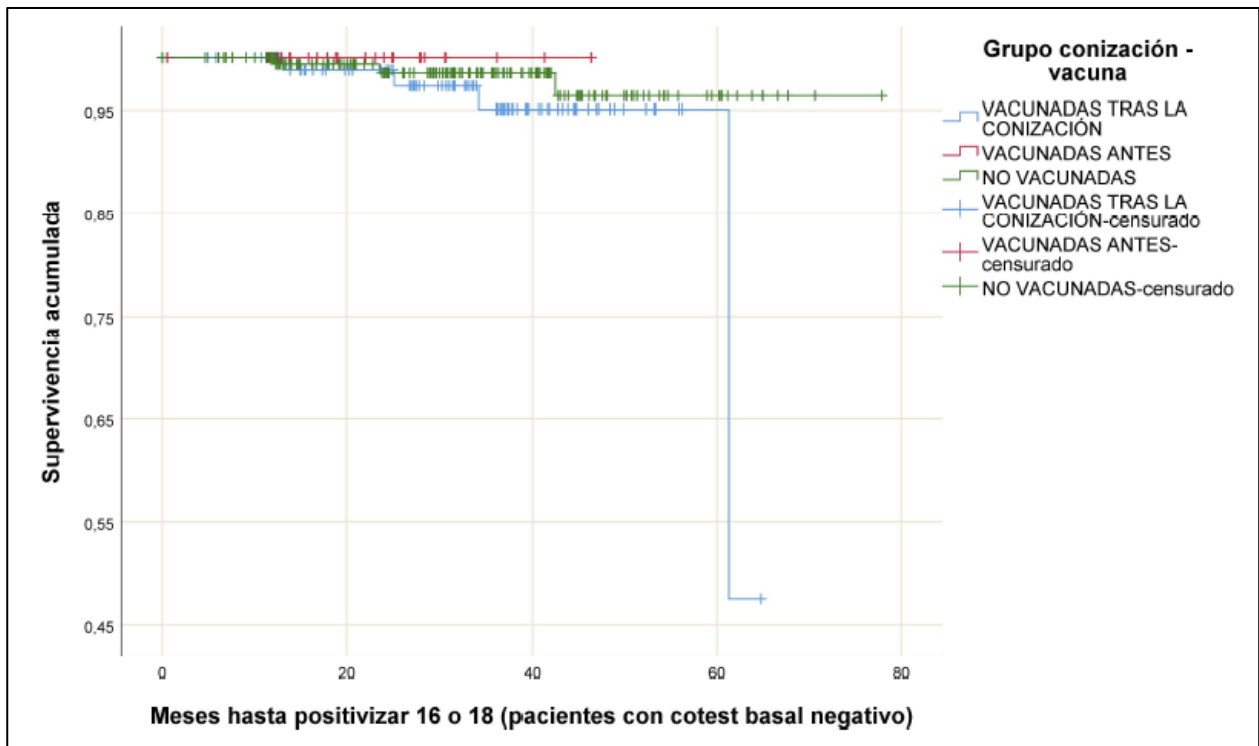 Grupo conización -
vacuna
VACUNADAS TRAS LA
CONIZACIÓN
VACUNADAS ANTES
NO VACUNADAS
VACUNADAS TRAS LA
CONIZACIÓN-censurado
VACUNADAS ANTES-
censurado
NO VACUNADAS-censurado
Supervivencia acumulada
0,95
0,85
0,75
0,65
0,55
0,45
0 20 40 60 80
Meses hasta positivizar 16 o 18 (pacientes con cotest basal negativo)